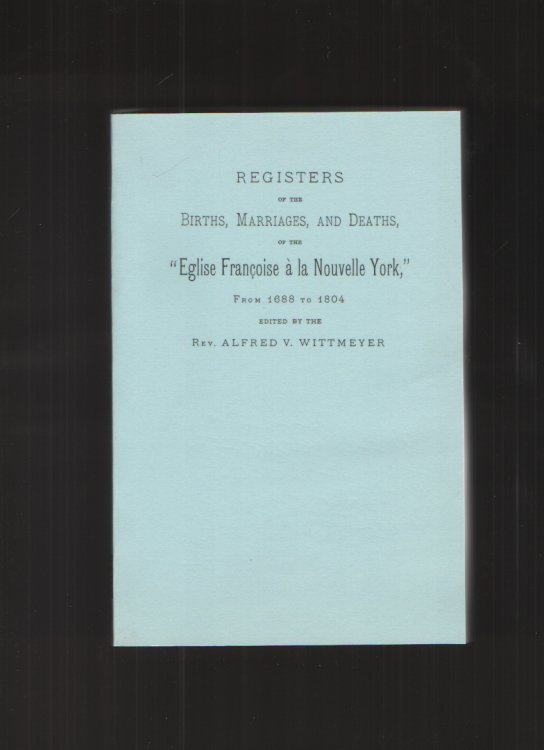 REGISTERS
OF THE
BIRTHS, MARRIAGES, AND DEATHS,
OF THE
"Eglise Françoise à la Nouvelle York,"
FROM 1688 TO 1804
EDITED BY THE
REV. ALFRED V. WITTMEYER